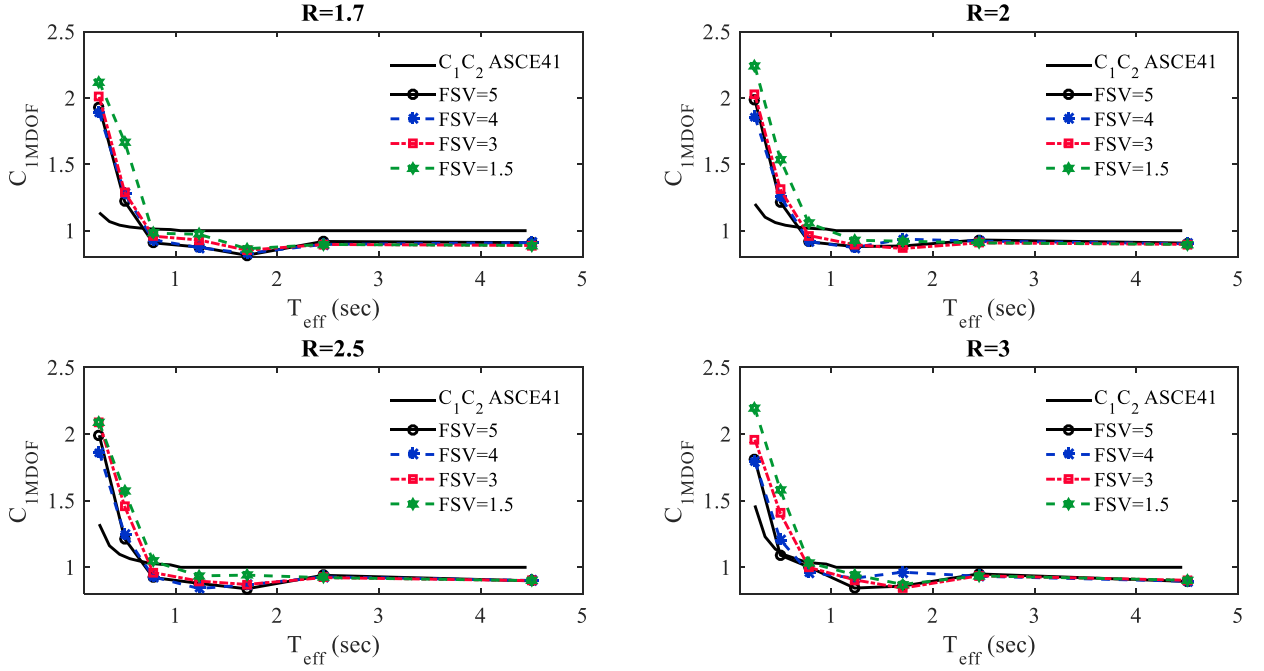 R=1.7
2.5
2
1.5
1
C1MDOF
C1C2 ASCE41
FSV=5
FSV=4
FSV=3
FSV=1.5
1 2 3 4 5
Teff (sec)
R=2
2.5
2
1.5
1
C1MDOF
C1C2 ASCE41
FSV=5
FSV=4
FSV=3
FSV=1.5
1 2 3 4 5
Teff (sec)
R=2.5
2.5
2
1.5
1
C1MDOF
C1C2 ASCE41
FSV=5
FSV=4
FSV=3
FSV=1.5
1 2 3 4 5
Teff (sec)
R=3
2.5
2
1.5
1
C1MDOF
C1C2 ASCE41
FSV=5
FSV=4
FSV=3
FSV=1.5
1 2 3 4 5
Teff (sec)